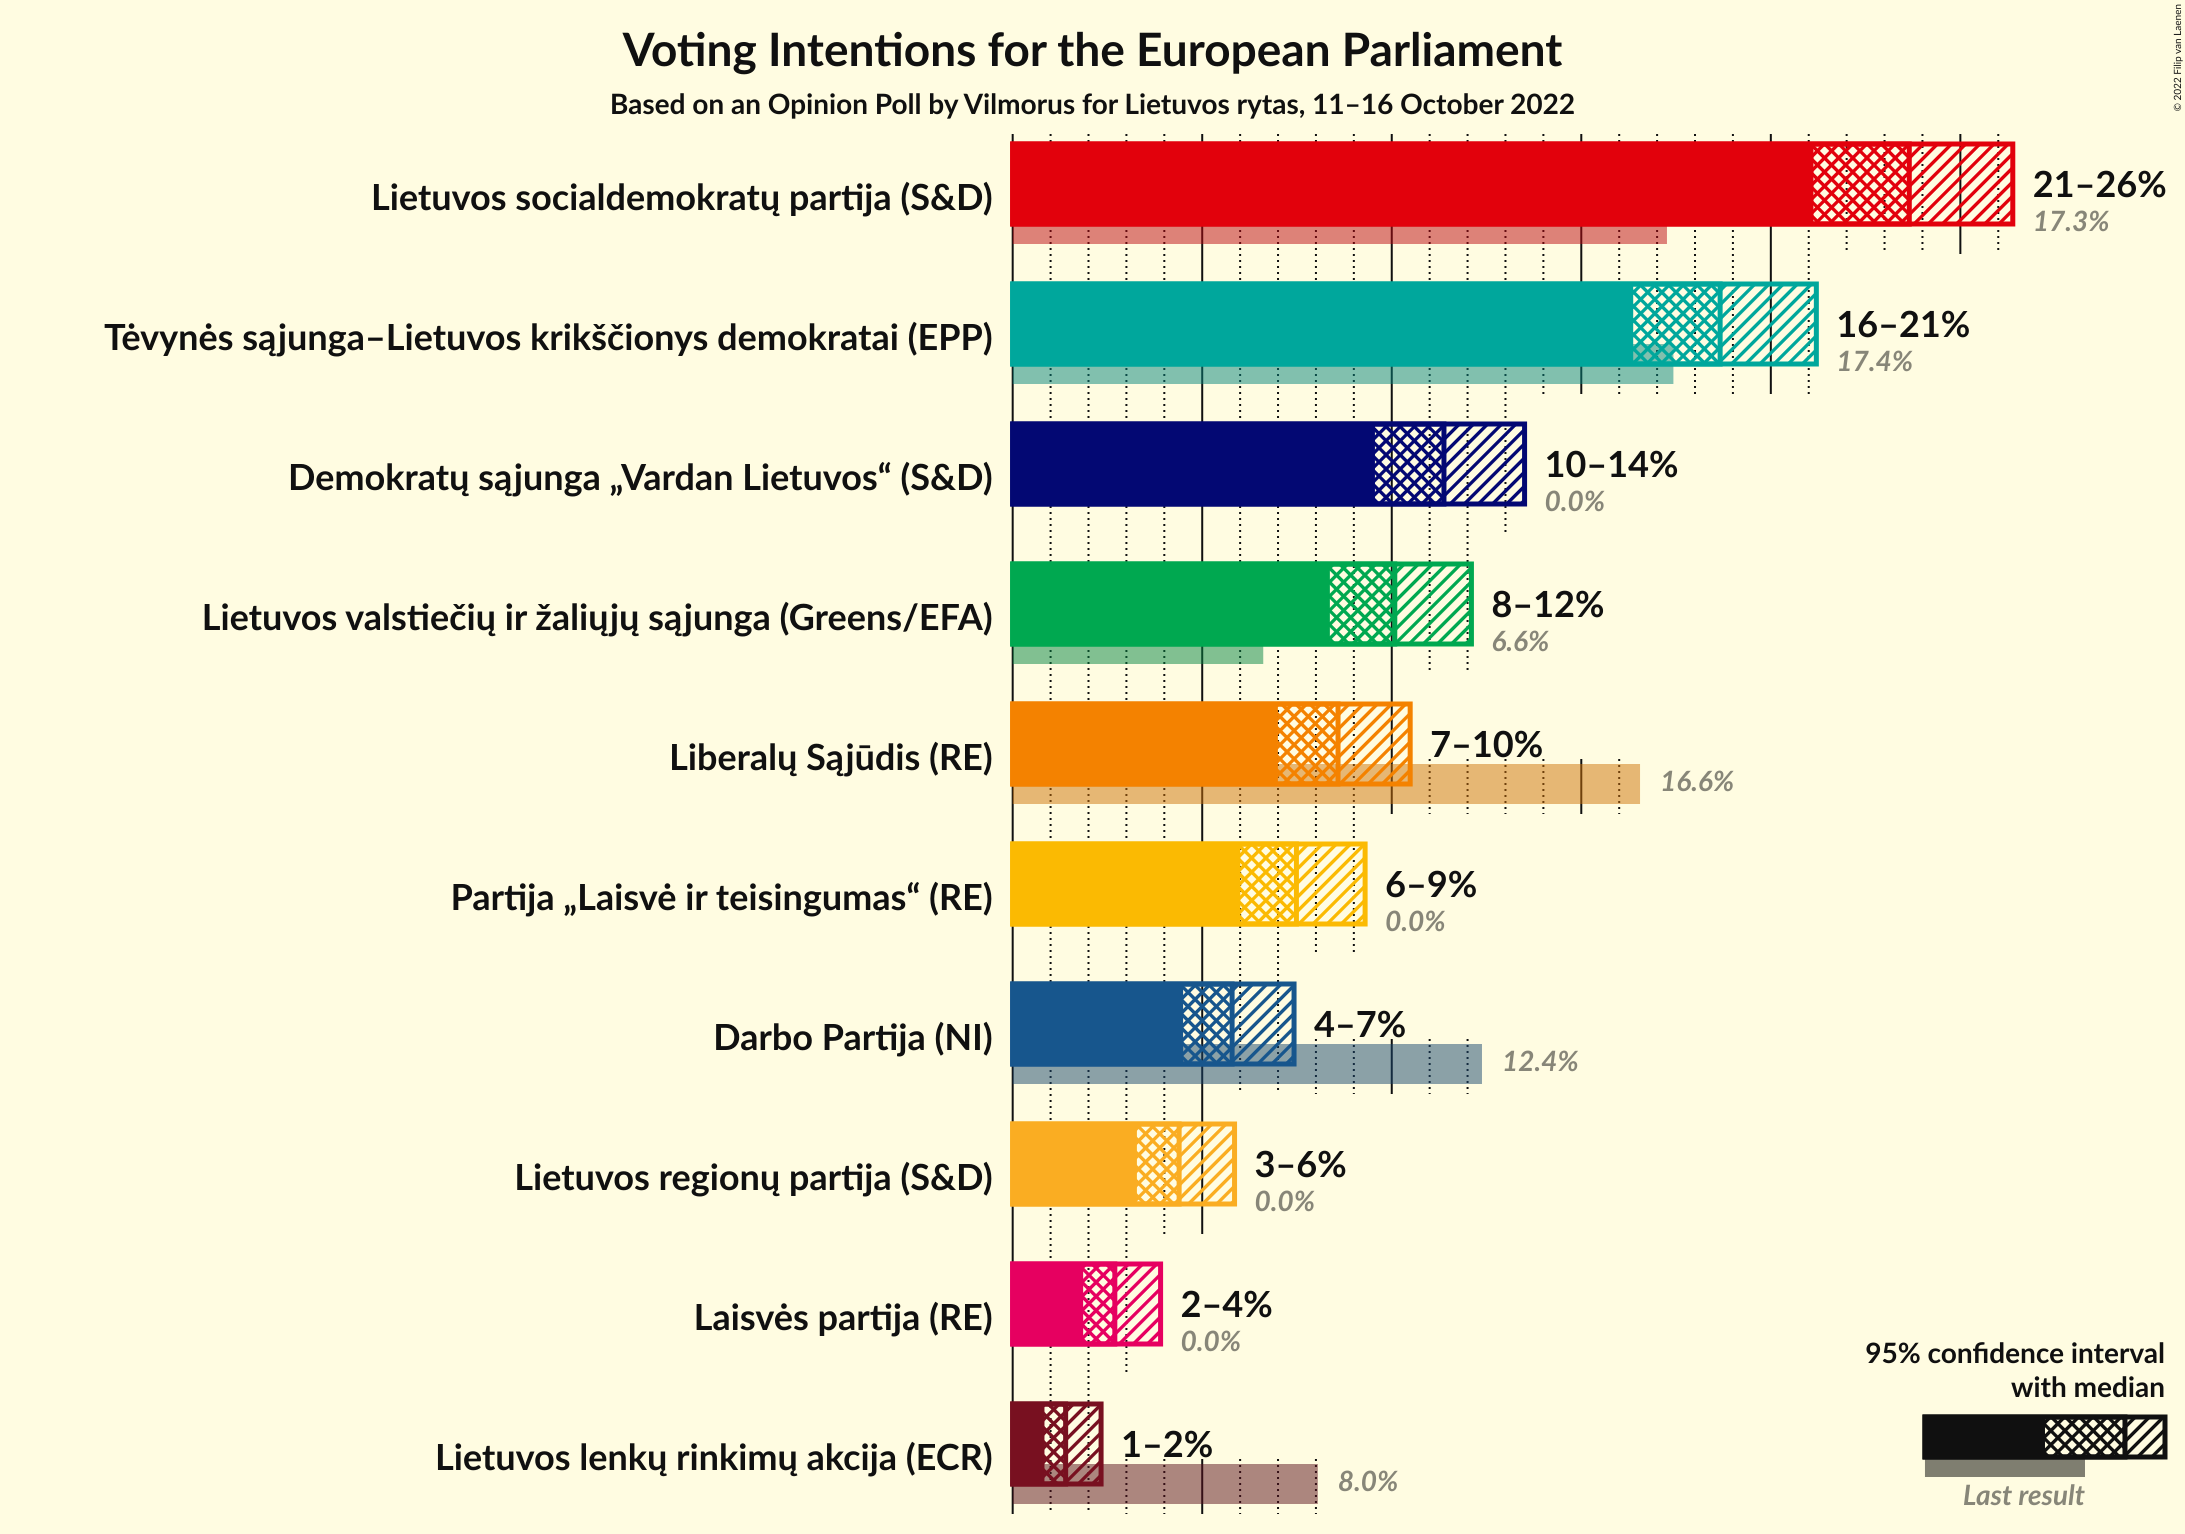 Voting Intentions for the European Parliament
Based on an Opinion Poll by Vilmorus for Lietuvos rytas, 11–16 October 2022
© 2022 Filip van Laenen
Lietuvos socialdemokratų partija (S&D)
21–26%
17.3%
Tėvynės sąjunga–Lietuvos krikščionys demokratai (EPP)
16–21%
17.4%
Demokratų sąjunga „Vardan Lietuvos“ (S&D)
10–14%
0.0%
Lietuvos valstiečių ir žaliųjų sąjunga (Greens/EFA)
8–12%
6.6%
Liberalų Sąjūdis (RE)
7–10%
16.6%
Partija „Laisvė ir teisingumas“ (RE)
6–9%
0.0%
Darbo Partija (NI)
4–7%
12.4%
Lietuvos regionų partija (S&D)
3–6%
0.0%
Laisvės partija (RE)
2–4%
0.0%
Lietuvos lenkų rinkimų akcija (ECR)
1–2%
8.0%
95% confidence interval
with median
Last result